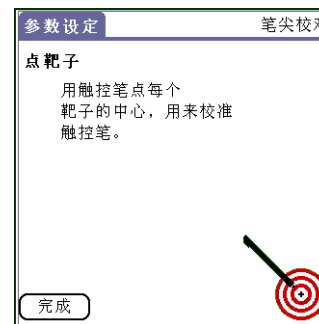 参数设定
笔尖校
点靶子
用触控笔点每个
靶子的中心，用来校准
触控笔。
完成